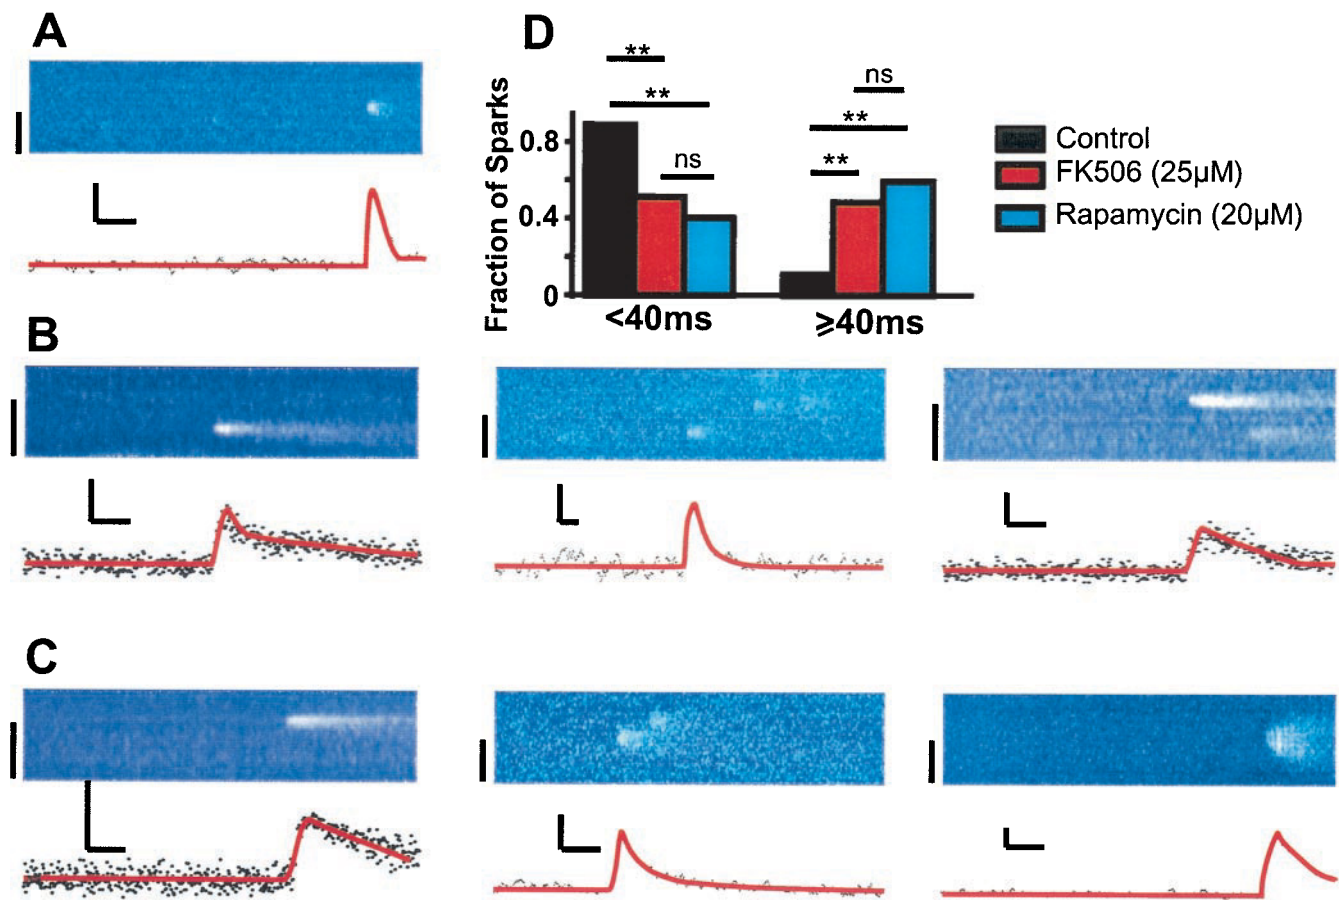 A
D
**
**
ns
ns
**
**
Fraction of Sparks
0.8
0.4
0
<40ms
≥40ms
Control
FK506 (25µM)
Rapamycin (20µM)
B
C